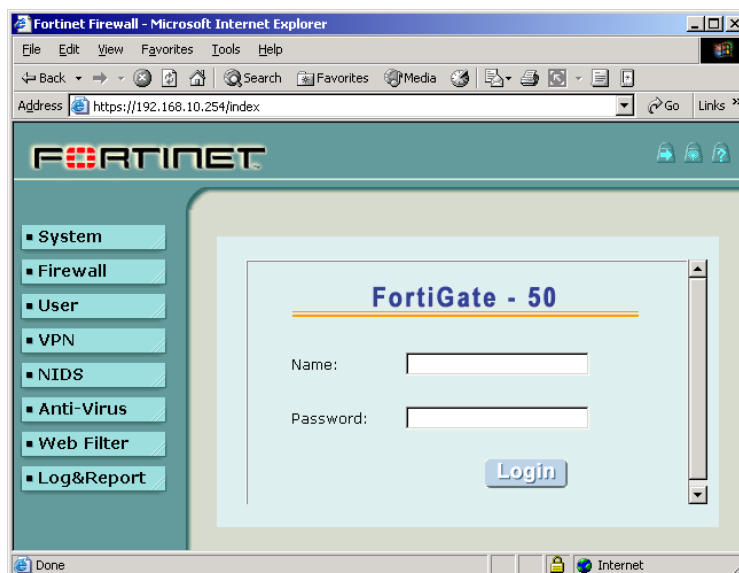 Fortinet Firewall - Microsoft Internet Explorer
File Edit View Favorites Tools Help
Back Search Favorites Media
Address https://192.168.10.254/index Go Links »
FORTINET
System
Firewall
User
VPN
NIDS
Anti-Virus
Web Filter
Log&Report
FortiGate - 50
Name:
Password:
Login
Done Internet